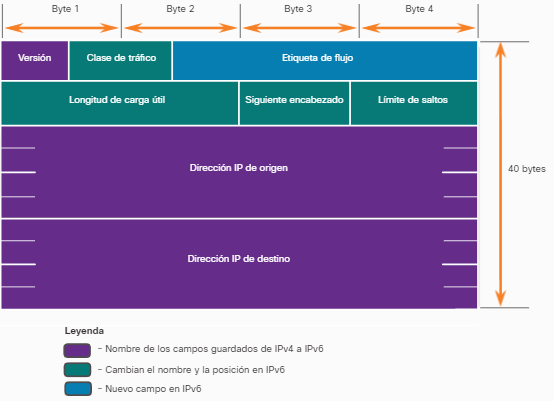 Byte 1 Byte 2 Byte 3 Byte 4
Versión Clase de tráfico Etiqueta de flujo
Longitud de carga útil Siguiente encabezado Límite de saltos
Dirección IP de origen
40 bytes
Dirección IP de destino
Leyenda
- Nombre de los campos guardados de IPv4 a IPv6
- Cambian el nombre y la posición en IPv6
- Nuevo campo en IPv6